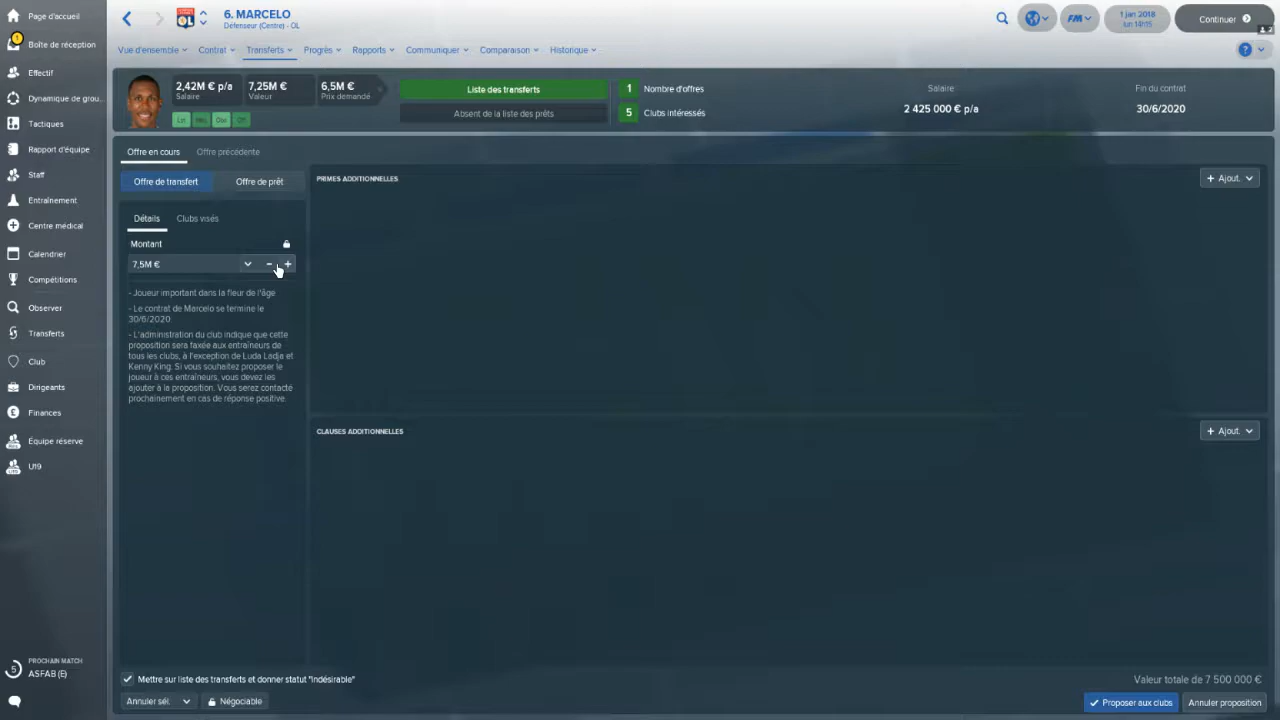 Page d'accueil
1
Boîte de réception
Effectif
Dynamique de grou...
Tactiques
Rapport d'équipe
Staff
Entraînement
Centre médical
Calendrier
Compétitions
Observer
Transferts
Club
Dirigeants
Finances
Équipe réserve
U19
5
PROCHAIN MATCH
ASFAB (E)
OL
6. MARCELO
Défenseur (Centre) - OL
FM
1 jan 2018
lun 14h15
Continuer
Vue d'ensemble
Contrat
Transferts
Progrès
Rapports
Communiquer
Comparaison
Historique
?
2,42M € p/a
Salaire
7,25M €
Valeur
6,5M €
Prix demandé
Liste des transferts
Absent de la liste des prêts
1 Nombre d'offres
5 Clubs intéressés
Salaire
2 425 000 € p/a
Fin du contrat
30/6/2020
Offre en cours
Offre précédente
Offre de transfert
Offre de prêt
Détails
Clubs visés
Montant
7,5M €
- Joueur important dans la fleur de l'âge
- Le contrat de Marcelo se termine le
30/6/2020.
- L'administration du club indique que cette
proposition sera faxée aux entraîneurs de
tous les clubs, à l'exception de Luda Ladja et
Kenny King. Si vous souhaitez proposer le
joueur à ces entraîneurs, vous devez les
ajouter à la proposition. Vous serez contacté
prochainement en cas de réponse positive.
PRIMES ADDITIONNELLES
+ Ajout.
CLAUSES ADDITIONNELLES
+ Ajout.
Mettre sur liste des transferts et donner statut "Indésirable"
Valeur totale de 7 500 000 €
Annuler sél.
Négociable
Proposer aux clubs
Annuler proposition